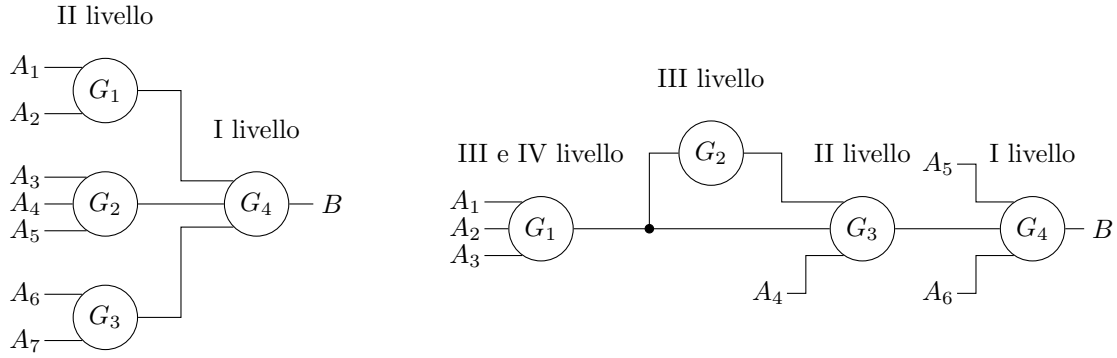 II livello
A1
G1
A2
I livello
A3
A4
G2
G4
B
A5
A6
G3
A7
III livello
G2
III e IV livello
II livello
I livello
A5
A1
A2
G1
G3
G4
B
A3
A4
A6